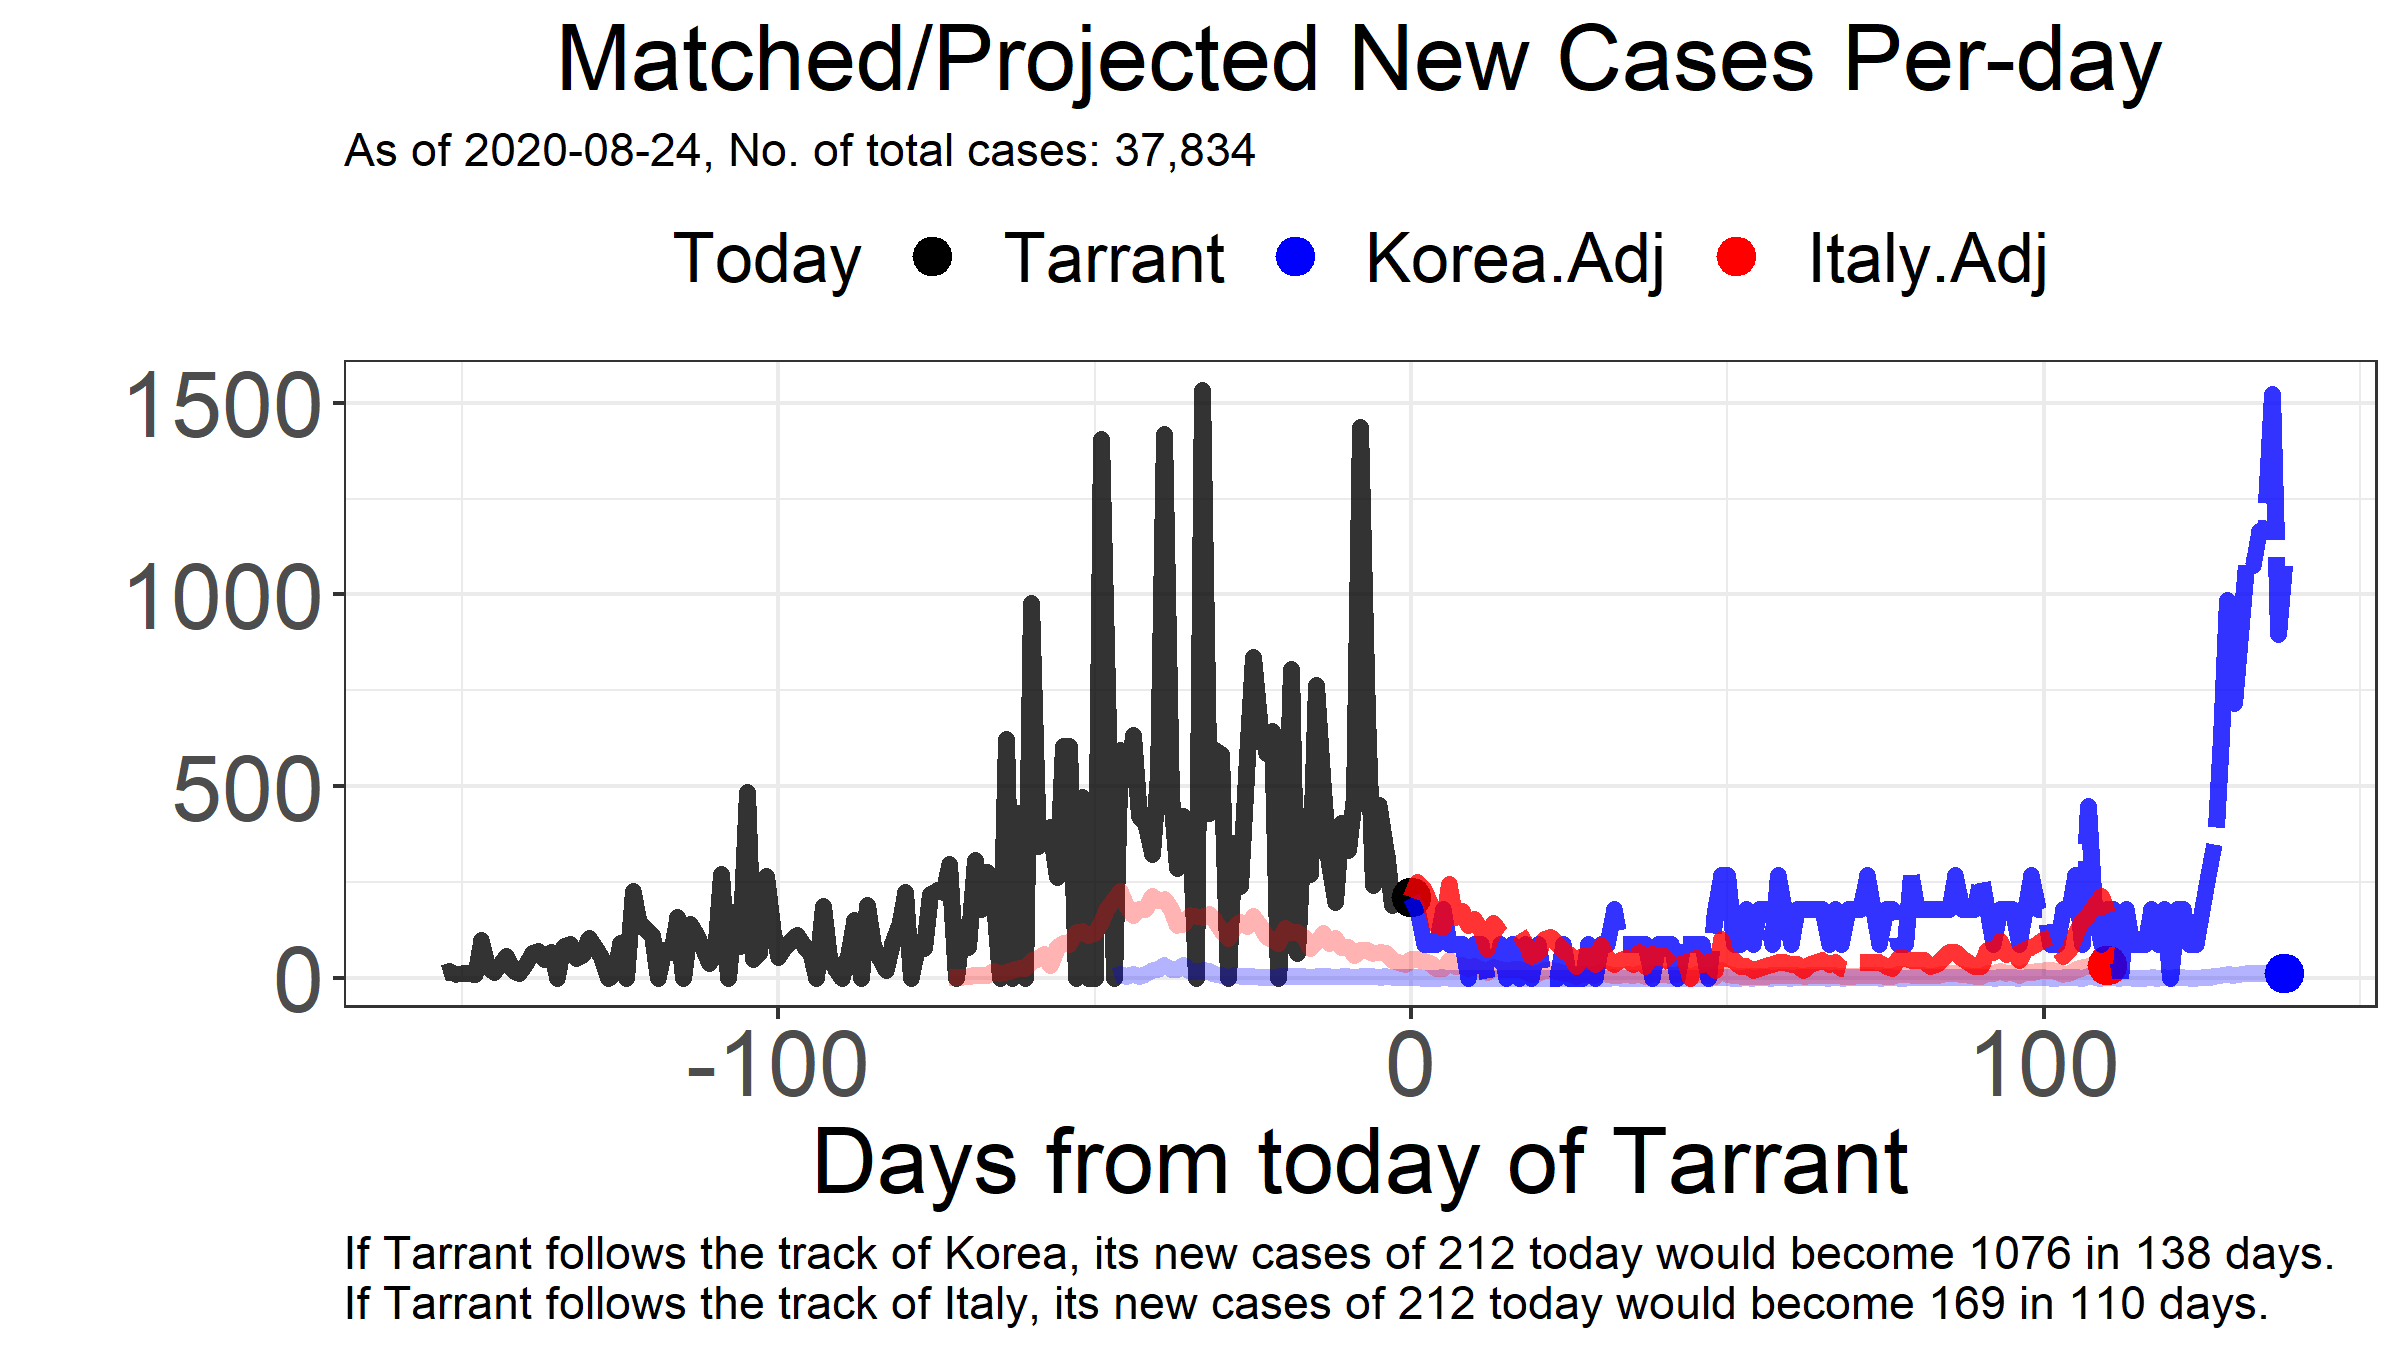 Matched/Projected New Cases Per-day
As of 2020-08-24, No. of total cases: 37,834
Today Tarrant Korea.Adj Italy.Adj
1500
1000
500
0
-100 0 100
Days from today of Tarrant
If Tarrant follows the track of Korea, its new cases of 212 today would become 1076 in 138 days.
If Tarrant follows the track of Italy, its new cases of 212 today would become 169 in 110 days.